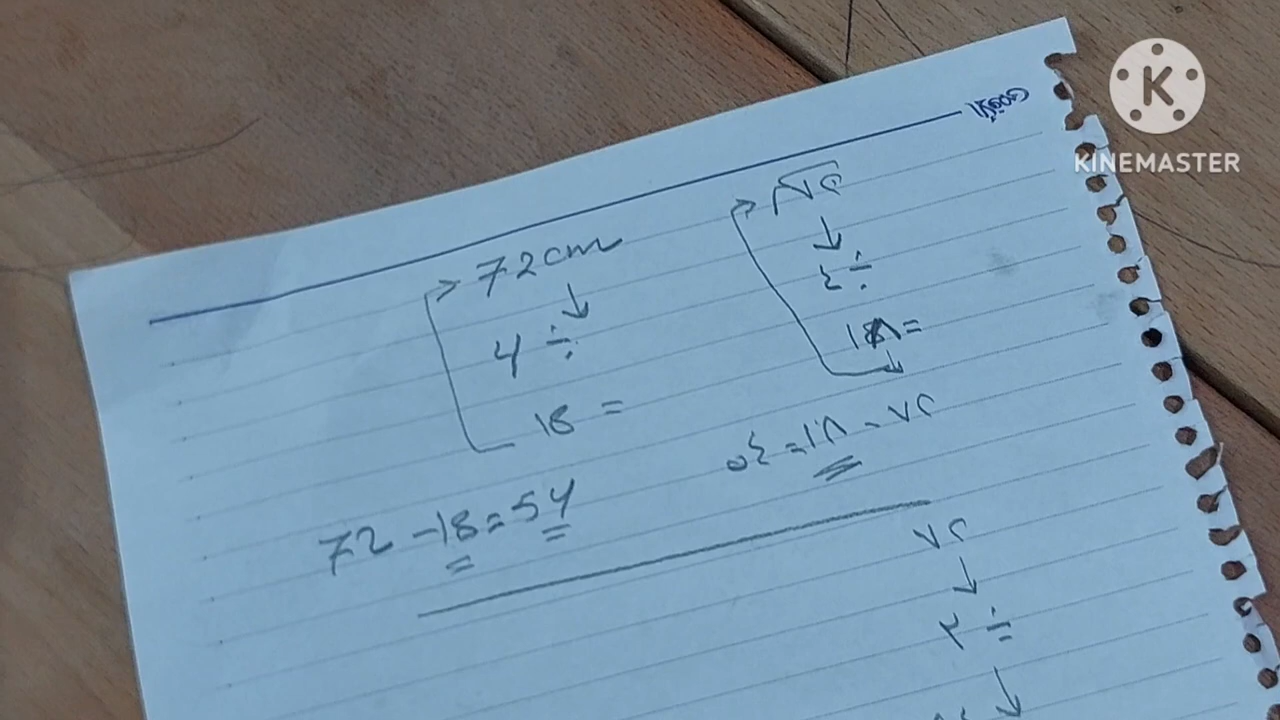 KINEMASTER
72cm
4 ÷
18 =
72 - 18 = 54
٧٢
٤ ÷
١٨ =
٥٤ = ١٨ - ٧٢
٧٢
٢ ÷